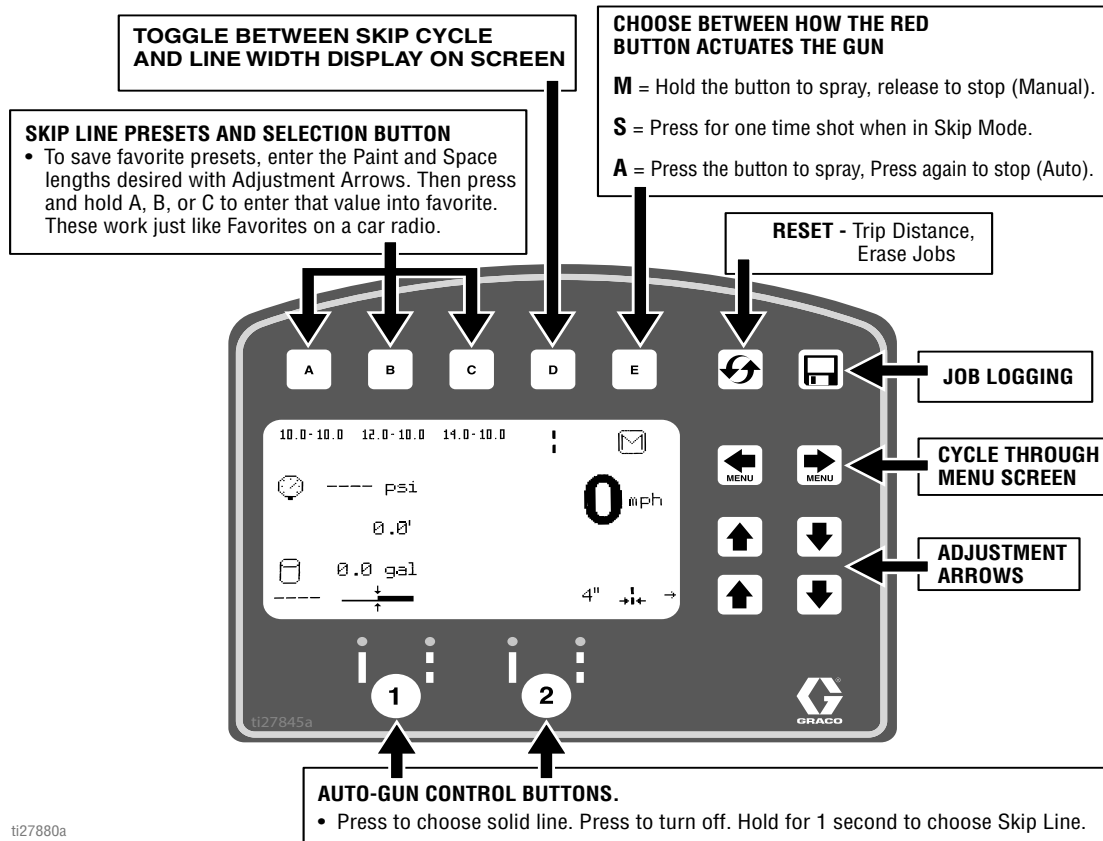 TOGGLE BETWEEN SKIP CYCLE
AND LINE WIDTH DISPLAY ON SCREEN
CHOOSE BETWEEN HOW THE RED
BUTTON ACTUATES THE GUN
M = Hold the button to spray, release to stop (Manual).
S = Press for one time shot when in Skip Mode.
A = Press the button to spray, Press again to stop (Auto).
SKIP LINE PRESETS AND SELECTION BUTTON
• To save favorite presets, enter the Paint and Space
lengths desired with Adjustment Arrows. Then press
and hold A, B, or C to enter that value into favorite.
These work just like Favorites on a car radio.
RESET - Trip Distance,
Erase Jobs
A B C D E
JOB LOGGING
10.0-10.0 12.0-10.0 14.0-10.0
M
---- psi
0 mph
0.0'
0.0 gal
----
4"
MENU MENU
CYCLE THROUGH
MENU SCREEN
ADJUSTMENT
ARROWS
1 2
G
GRACO
ti27845a
AUTO-GUN CONTROL BUTTONS.
• Press to choose solid line. Press to turn off. Hold for 1 second to choose Skip Line.
ti27880a